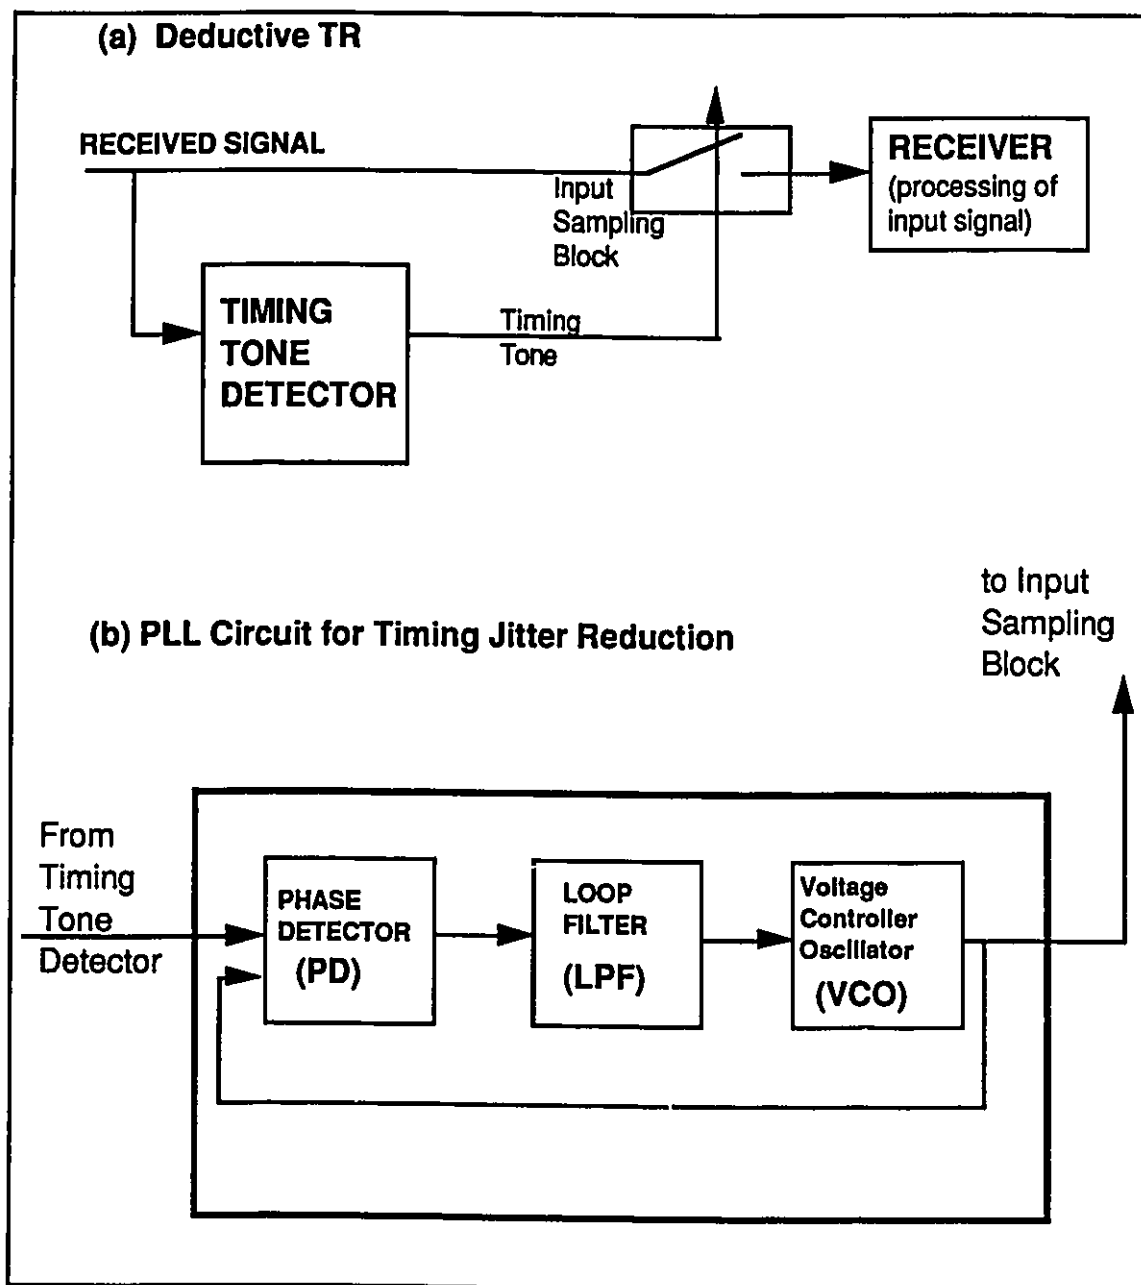 (a) Deductive TR
RECEIVED SIGNAL
Input
Sampling
Block
RECEIVER
(processing of
input signal)
TIMING
TONE
DETECTOR
Timing
Tone
(b) PLL Circuit for Timing Jitter Reduction
to Input
Sampling
Block
From
Timing
Tone
Detector
PHASE
DETECTOR
(PD)
LOOP
FILTER
(LPF)
Voltage
Controller
Oscillator
(VCO)